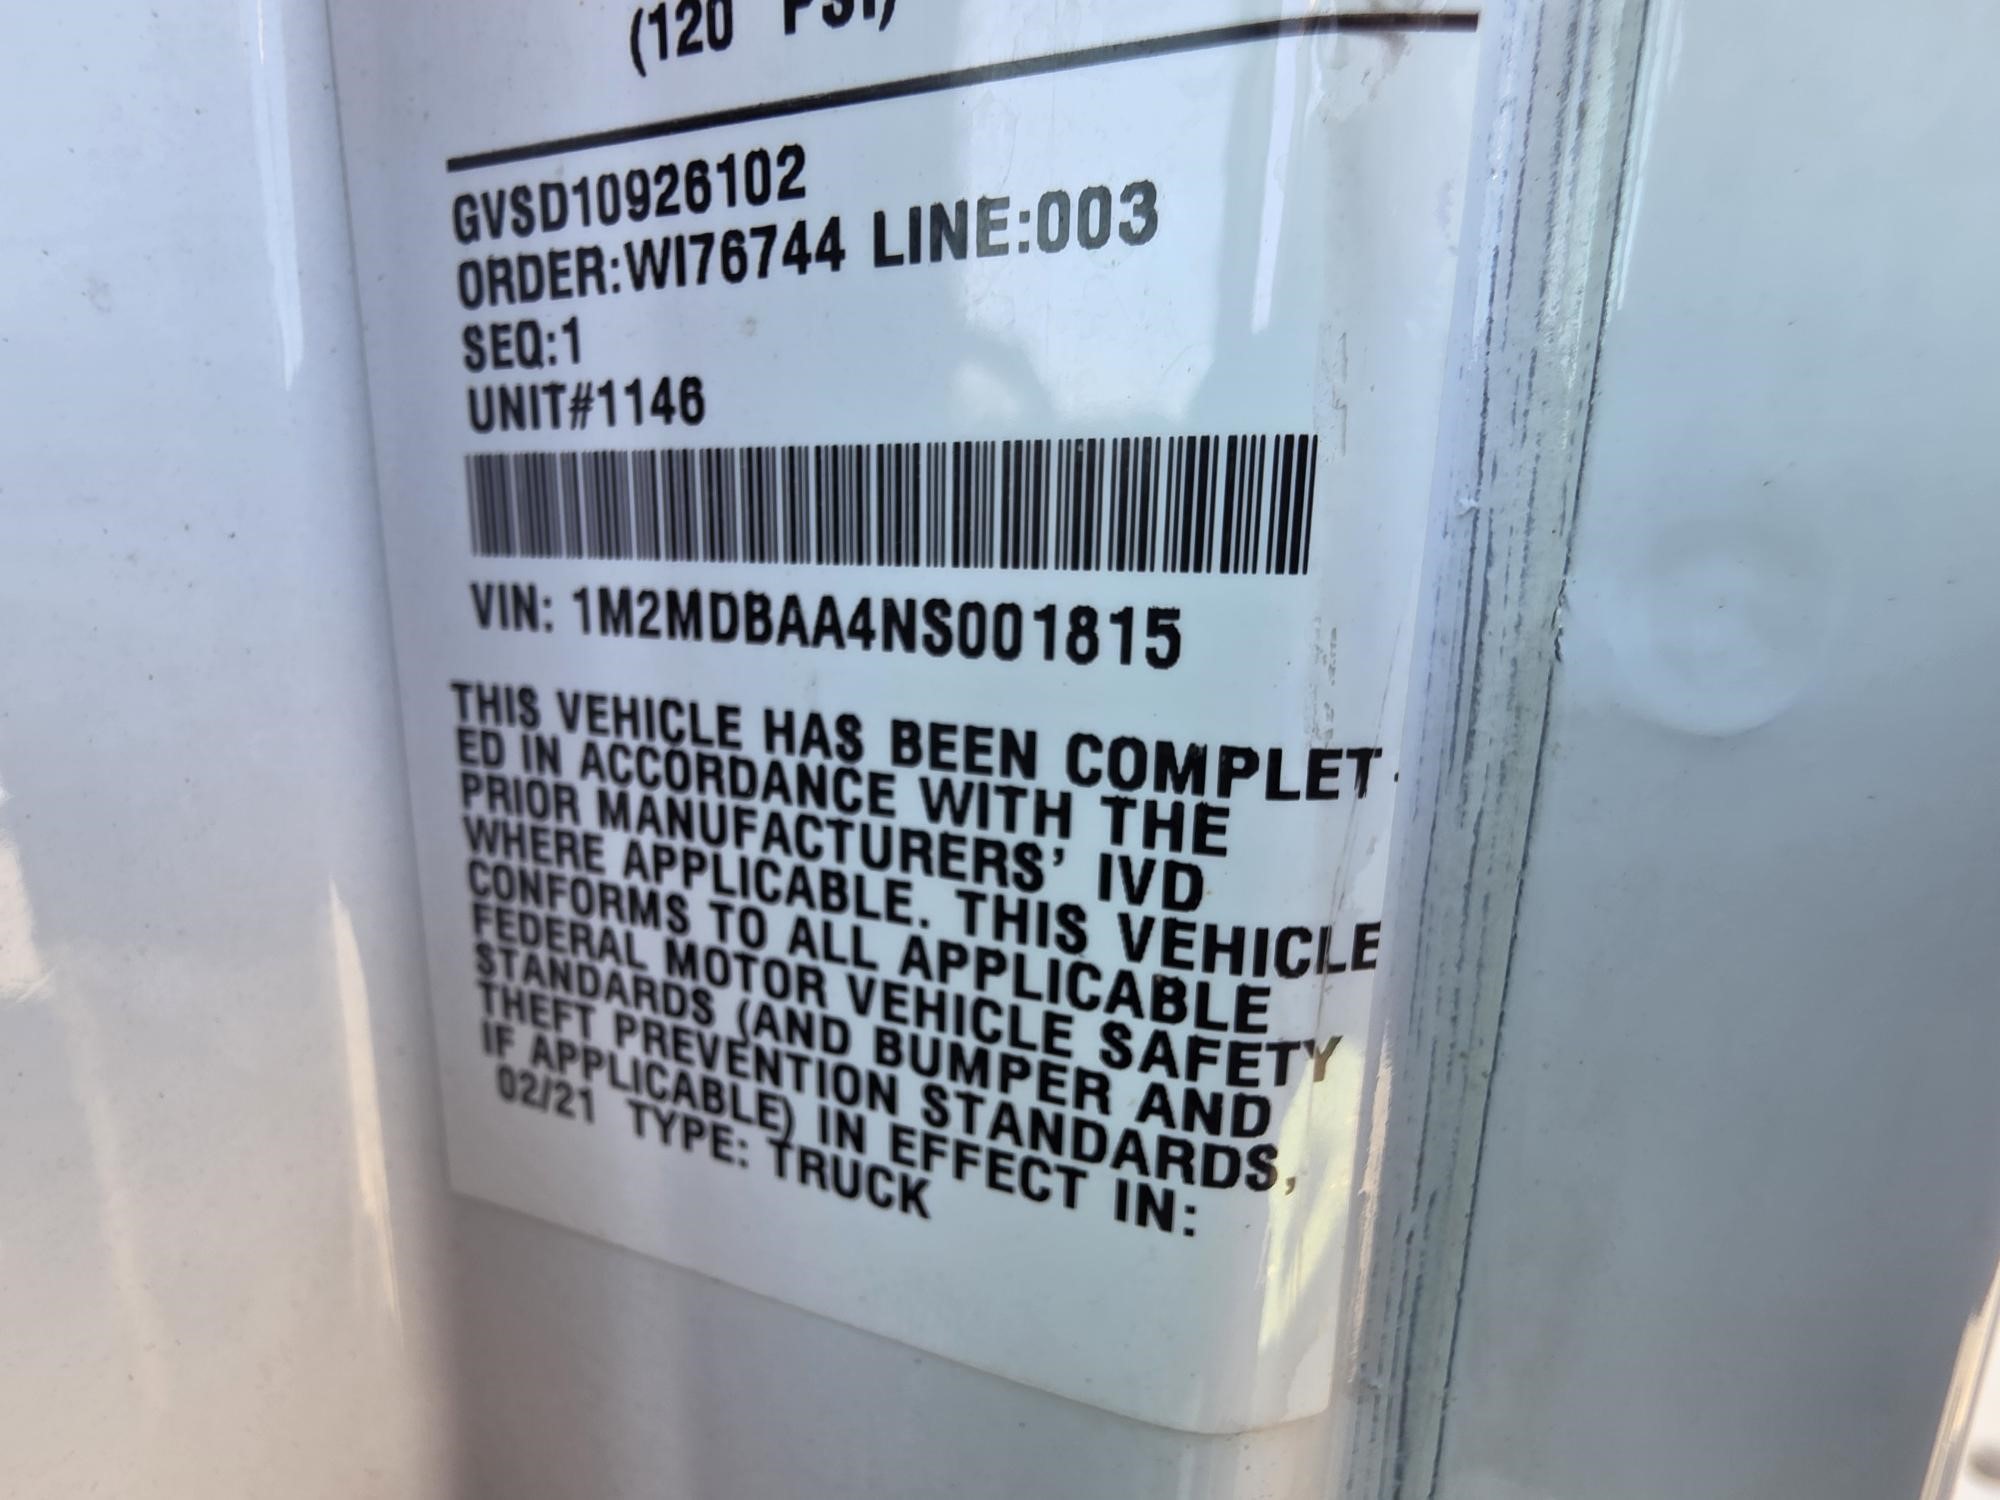 (120 PSI)
GVSD10926102
ORDER:WI76744 LINE:003
SEQ:1
UNIT#1146
VIN: 1M2MDBAA4NS001815
THIS VEHICLE HAS BEEN COMPLET-
ED IN ACCORDANCE WITH THE
PRIOR MANUFACTURERS' IVD
WHERE APPLICABLE. THIS VEHICLE
CONFORMS TO ALL APPLICABLE
FEDERAL MOTOR VEHICLE SAFETY
STANDARDS (AND BUMPER AND
THEFT PREVENTION STANDARDS,
IF APPLICABLE) IN EFFECT IN:
02/21 TYPE: TRUCK